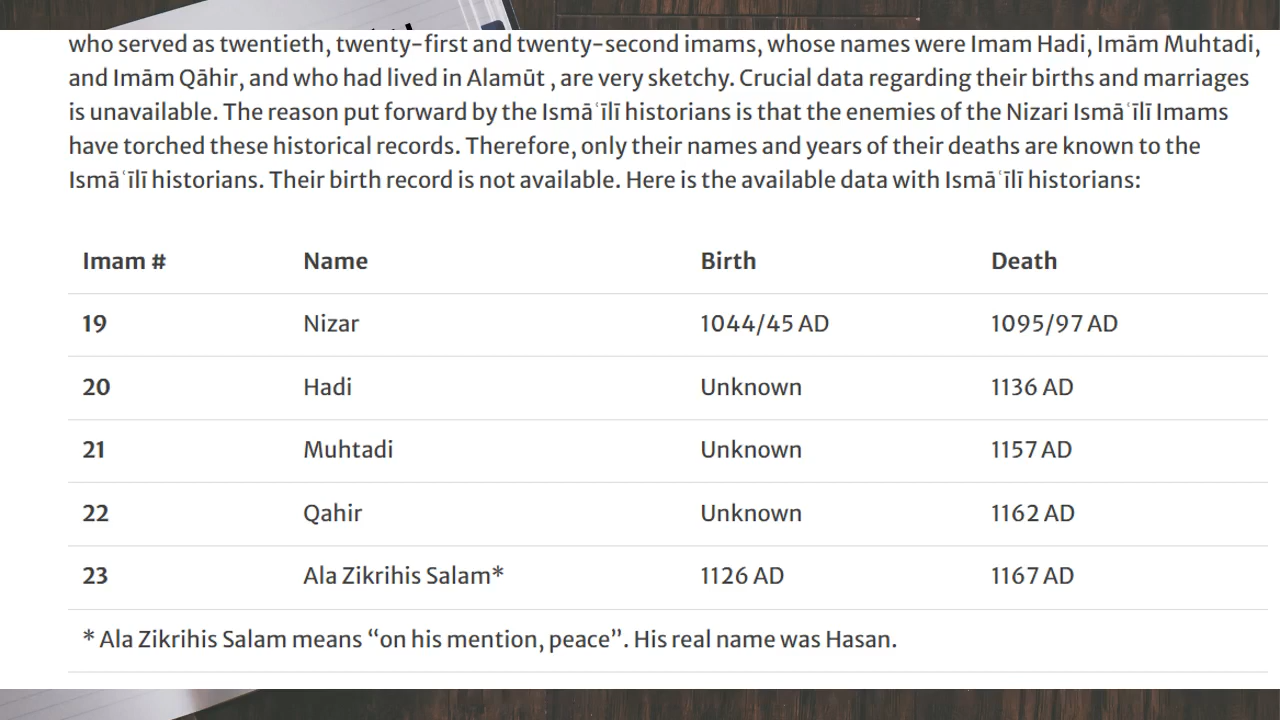 who served as twentieth, twenty-first and twenty-second imams, whose names were Imam Hadi, Imām Muhtadi,
and Imām Qāhir, and who had lived in Alamūt , are very sketchy. Crucial data regarding their births and marriages
is unavailable. The reason put forward by the Ismāʿīlī historians is that the enemies of the Nizari Ismāʿīlī Imams
have torched these historical records. Therefore, only their names and years of their deaths are known to the
Ismāʿīlī historians. Their birth record is not available. Here is the available data with Ismāʿīlī historians:
Imam # Name Birth Death
19 Nizar 1044/45 AD 1095/97 AD
20 Hadi Unknown 1136 AD
21 Muhtadi Unknown 1157 AD
22 Qahir Unknown 1162 AD
23 Ala Zikrihis Salam* 1126 AD 1167 AD
* Ala Zikrihis Salam means “on his mention, peace”. His real name was Hasan.